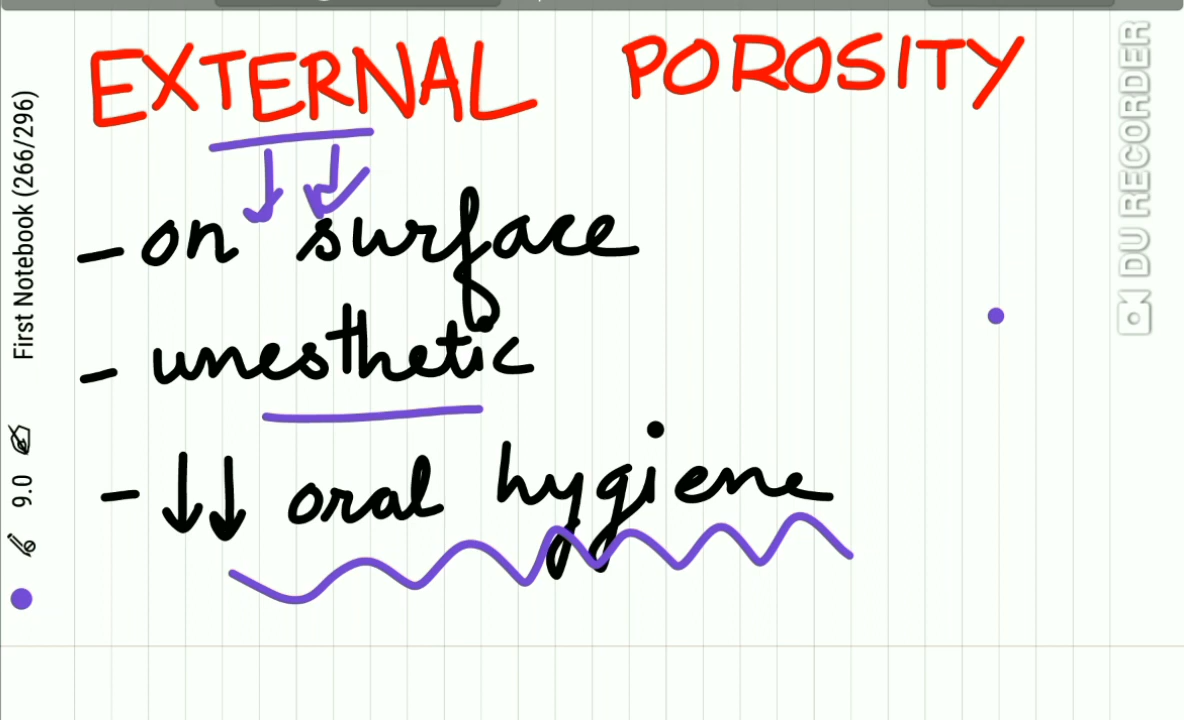 EXTERNAL POROSITY
- on surface
- unesthetic
- ↓↓ oral hygiene
First Notebook (266/296)
9.0
DU RECORDER